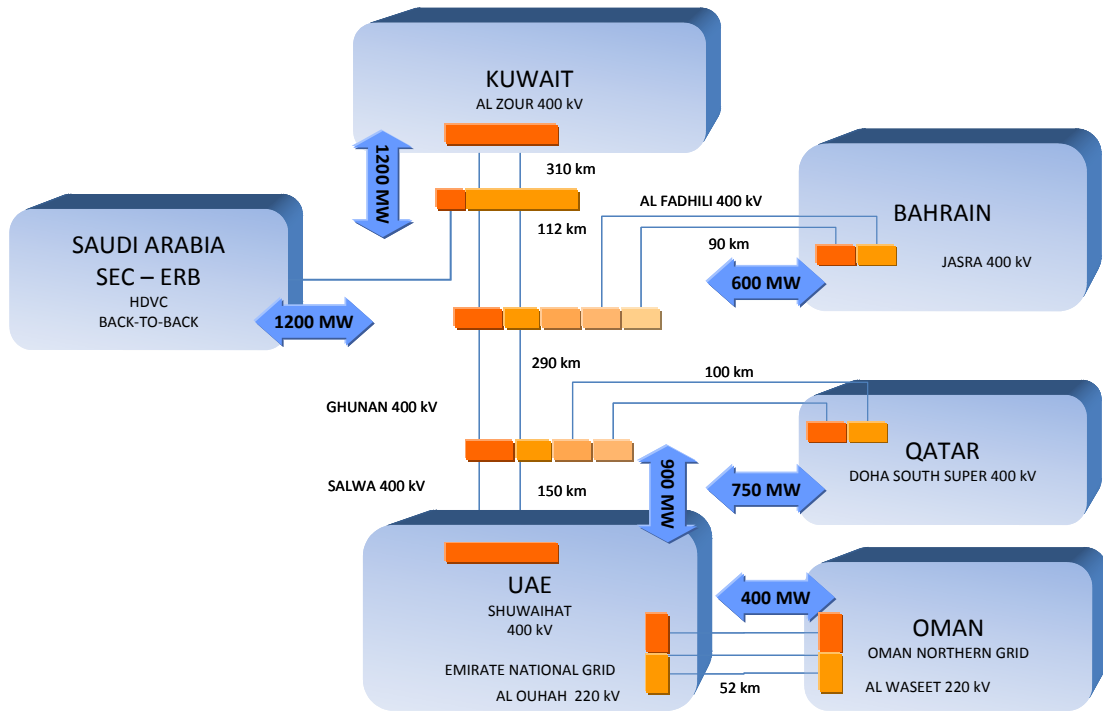 KUWAIT
AL ZOUR 400 kV
1200 MW
310 km
112 km
AL FADHILI 400 kV
90 km
BAHRAIN
JASRA 400 kV
600 MW
SAUDI ARABIA
SEC – ERB
HDVC
BACK-TO-BACK
1200 MW
290 km
100 km
GHUNAN 400 kV
QATAR
DOHA SOUTH SUPER 400 kV
750 MW
900 MW
SALWA 400 kV
150 km
UAE
SHUWAIHAT
400 kV
EMIRATE NATIONAL GRID
AL OUHAH 220 kV
400 MW
52 km
OMAN
OMAN NORTHERN GRID
AL WASEET 220 kV